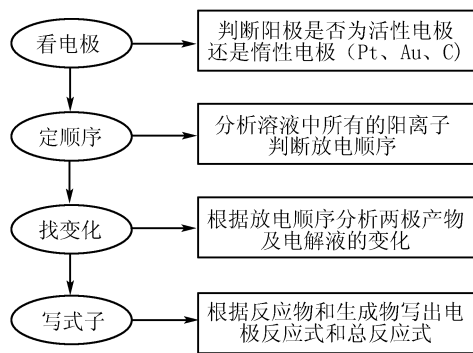 看电极
判断阳极是否为活性电极
还是惰性电极（Pt、Au、C）
定顺序
分析溶液中所有的阳离子
判断放电顺序
找变化
根据放电顺序分析两极产物
及电解液的变化
写式子
根据反应物和生成物写出电
极反应式和总反应式